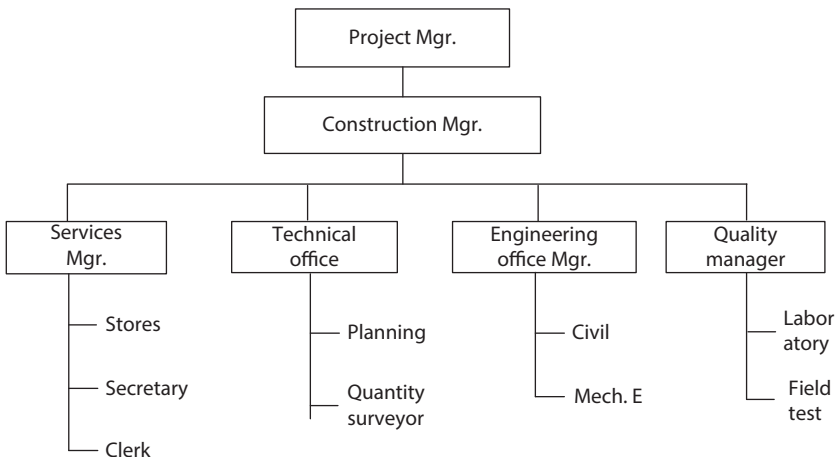 Project Mgr.
Construction Mgr.
Services
Mgr.
Technical
office
Engineering
office Mgr.
Quality
manager
Stores
Secretary
Clerk
Planning
Quantity
surveyor
Civil
Mech. E
Labor
atory
Field
test